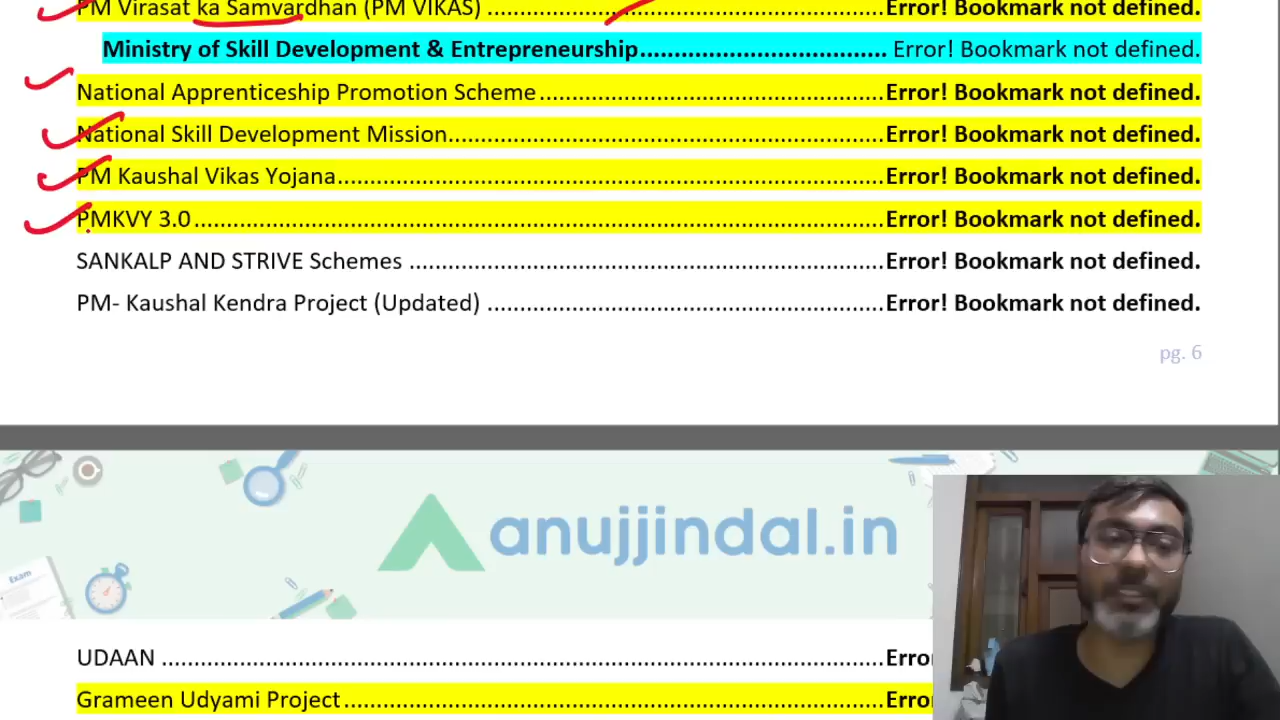 PM Virasat ka Samvardhan (PM VIKAS) ............................................................Error! Bookmark not defined.
Ministry of Skill Development & Entrepreneurship...................................... Error! Bookmark not defined.
National Apprenticeship Promotion Scheme.....................................................Error! Bookmark not defined.
National Skill Development Mission...................................................................Error! Bookmark not defined.
PM Kaushal Vikas Yojana....................................................................................Error! Bookmark not defined.
PMKVY 3.0..........................................................................................................Error! Bookmark not defined.
SANKALP AND STRIVE Schemes .........................................................................Error! Bookmark not defined.
PM- Kaushal Kendra Project (Updated) .............................................................Error! Bookmark not defined.
pg. 6
Exam
anujjindal.in
UDAAN ...............................................................................................................Erro
Grameen Udyami Project...................................................................................Erro